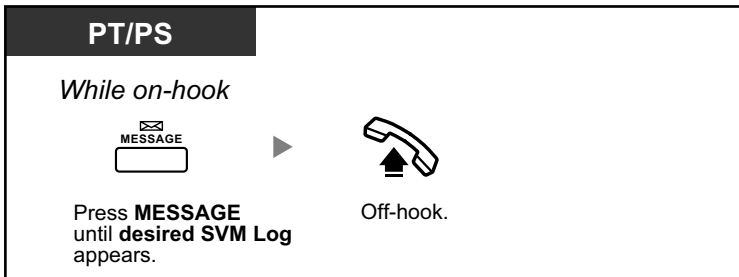 PT/PS
While on-hook
MESSAGE
Press MESSAGE
until desired SVM Log
appears.
Off-hook.